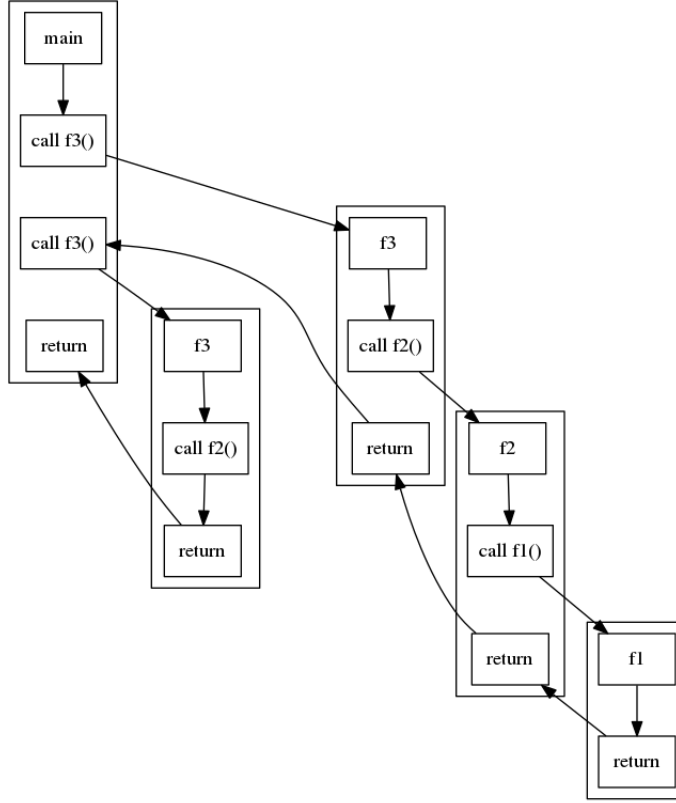 main
call f3()
call f3()
return
f3
call f2()
return
f3
call f2()
return
f2
call f1()
return
f1
return